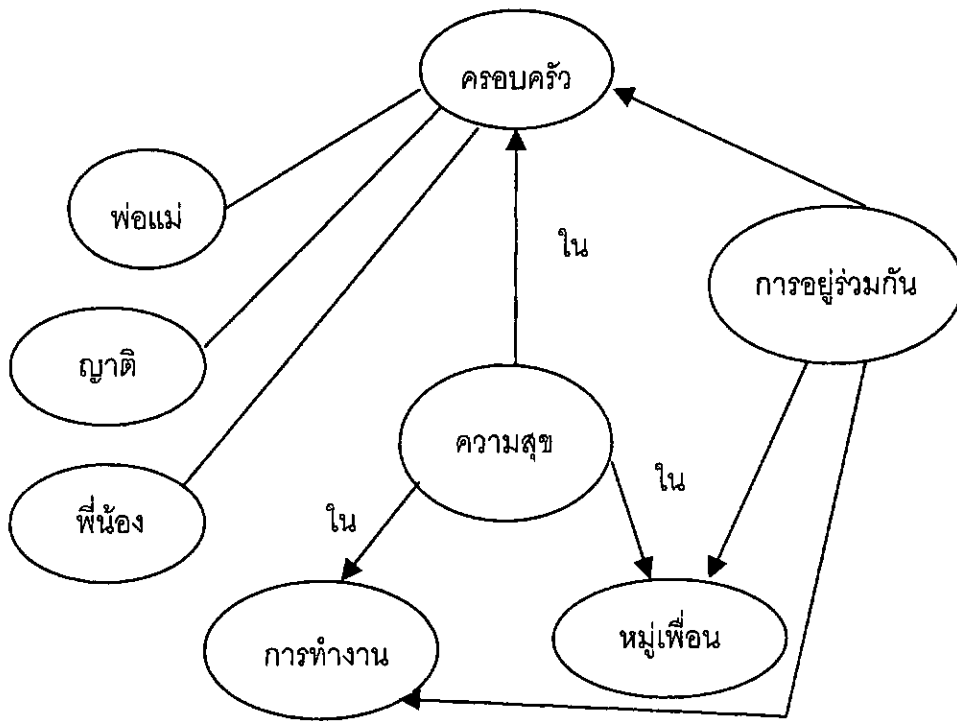 ครอบครัว
พ่อแม่
ใน
การอยู่ร่วมกัน
ญาติ
ความสุข
ใน
พี่น้อง
ใน
การทำงาน
หมู่เพื่อน